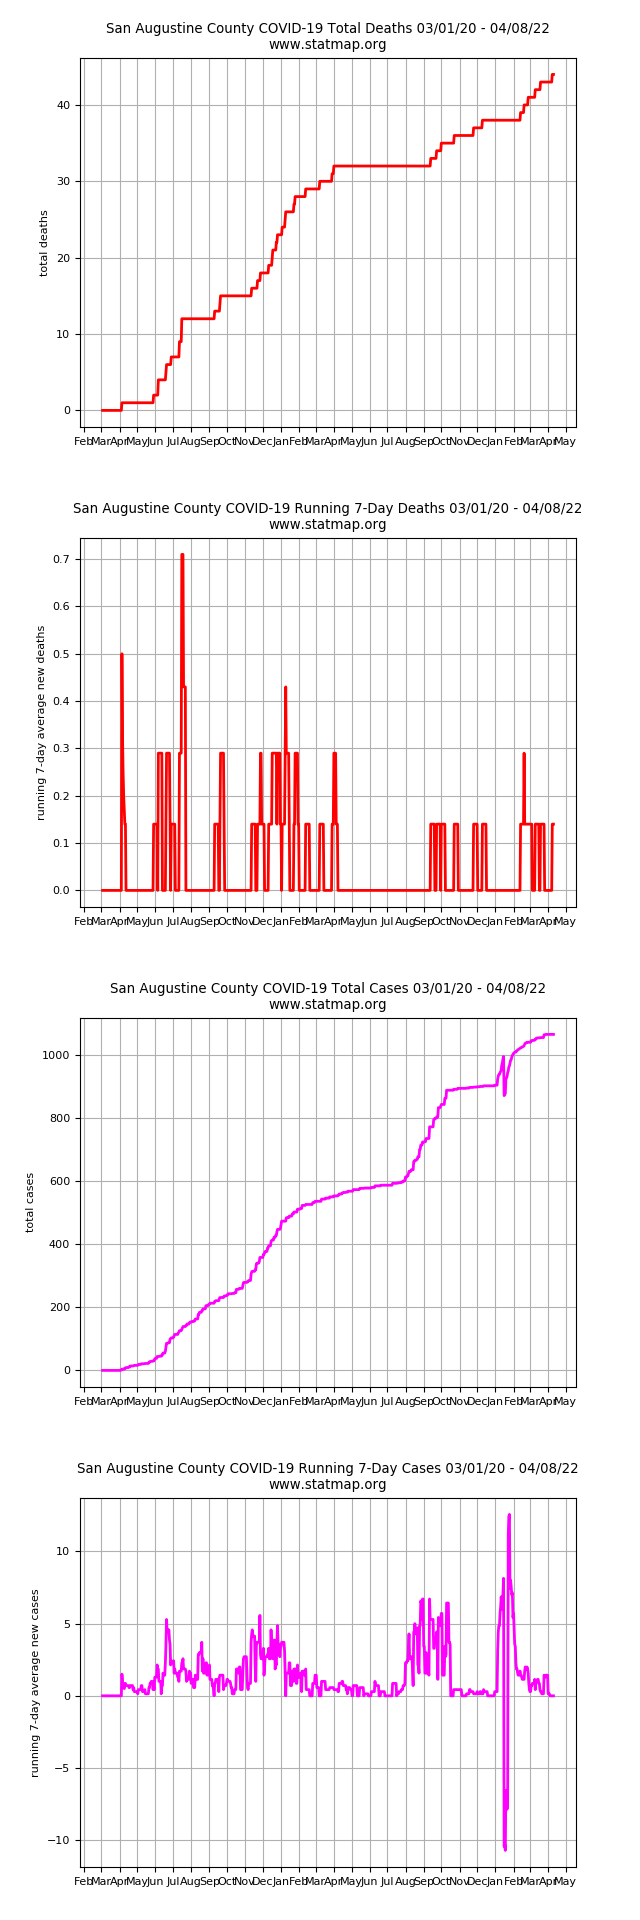 San Augustine County COVID-19 Total Deaths 03/01/20 - 04/08/22
www.statmap.org
total deaths
40
30
20
10
0
Feb Mar Apr May Jun Jul Aug Sep Oct Nov Dec Jan Feb Mar Apr May Jun Jul Aug Sep Oct Nov Dec Jan Feb Mar Apr May
San Augustine County COVID-19 Running 7-Day Deaths 03/01/20 - 04/08/22
www.statmap.org
running 7-day average new deaths
0.7
0.6
0.5
0.4
0.3
0.2
0.1
0.0
Feb Mar Apr May Jun Jul Aug Sep Oct Nov Dec Jan Feb Mar Apr May Jun Jul Aug Sep Oct Nov Dec Jan Feb Mar Apr May
San Augustine County COVID-19 Total Cases 03/01/20 - 04/08/22
www.statmap.org
total cases
1000
800
600
400
200
0
Feb Mar Apr May Jun Jul Aug Sep Oct Nov Dec Jan Feb Mar Apr May Jun Jul Aug Sep Oct Nov Dec Jan Feb Mar Apr May
San Augustine County COVID-19 Running 7-Day Cases 03/01/20 - 04/08/22
www.statmap.org
running 7-day average new cases
10
5
0
−5
−10
Feb Mar Apr May Jun Jul Aug Sep Oct Nov Dec Jan Feb Mar Apr May Jun Jul Aug Sep Oct Nov Dec Jan Feb Mar Apr May